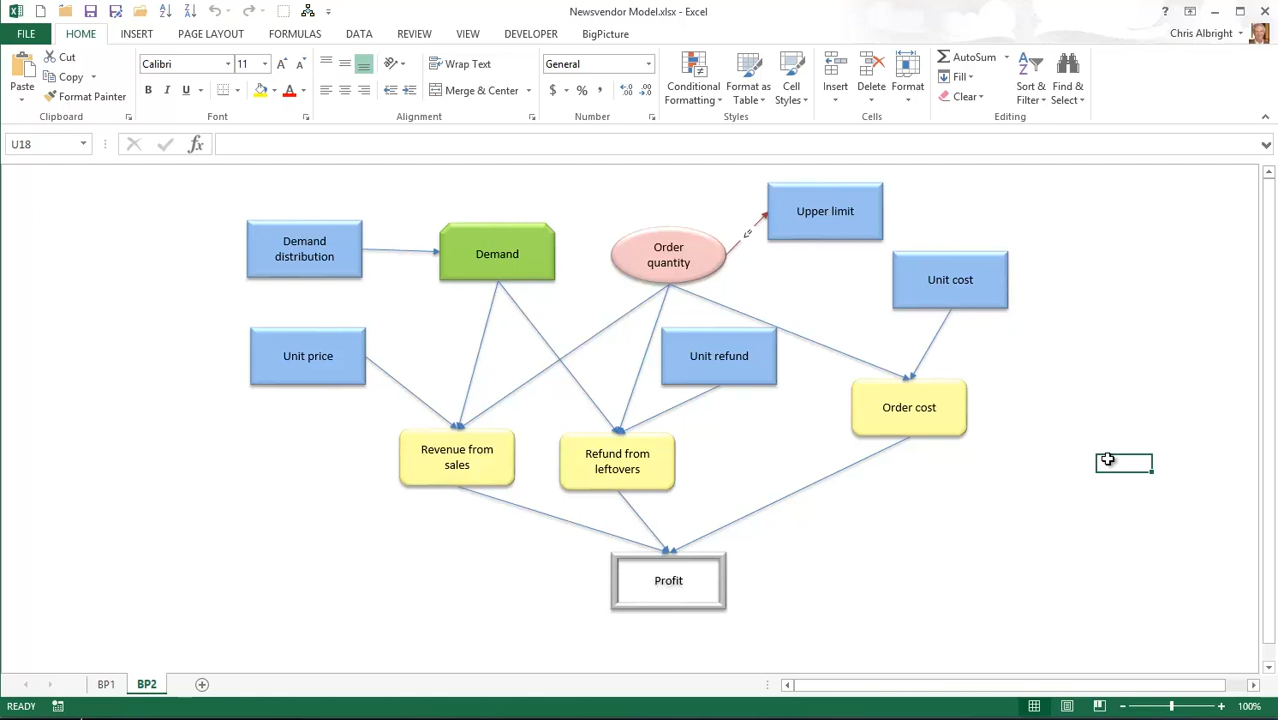 Newsvendor Model.xlsx - Excel
?
FILE
HOME
INSERT
PAGE LAYOUT
FORMULAS
DATA
REVIEW
VIEW
DEVELOPER
BigPicture
Chris Albright
Paste
Cut
Copy
Format Painter
Clipboard
Calibri
11
B I U
Font
Wrap Text
Merge & Center
Alignment
General
$ % ,
Number
Conditional
Formatting
Format as
Table
Cell
Styles
Styles
Insert
Delete
Format
Cells
AutoSum
Fill
Clear
Sort &
Filter
Find &
Select
Editing
U18
fx
Upper limit
Demand
distribution
Demand
Order
quantity
<
Unit cost
Unit price
Unit refund
Order cost
Revenue from
sales
Refund from
leftovers
Profit
BP1
BP2
READY
100%